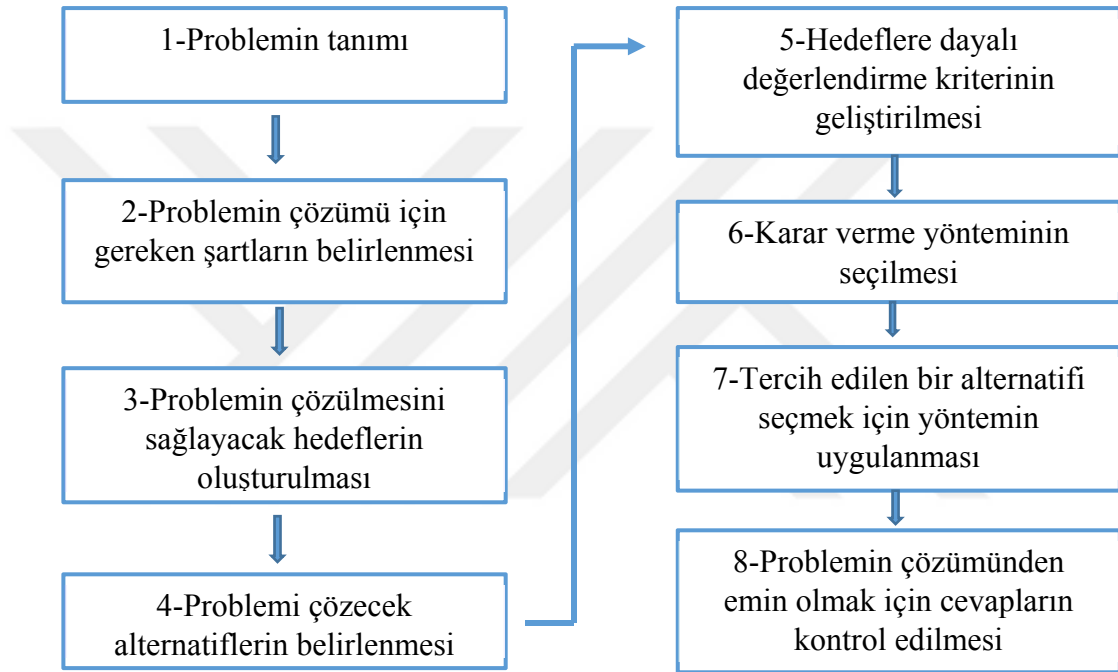 1-Problemin tanımı
2-Problemin çözümü için
gereken şartların belirlenmesi
3-Problemin çözülmesini
sağlayacak hedeflerin
oluşturulması
4-Problemi çözecek
alternatiflerin belirlenmesi
5-Hedeflere dayalı
değerlendirme kriterinin
geliştirilmesi
6-Karar verme yönteminin
seçilmesi
7-Tercih edilen bir alternatifi
seçmek için yöntemin
uygulanması
8-Problemin çözümünden
emin olmak için cevapların
kontrol edilmesi